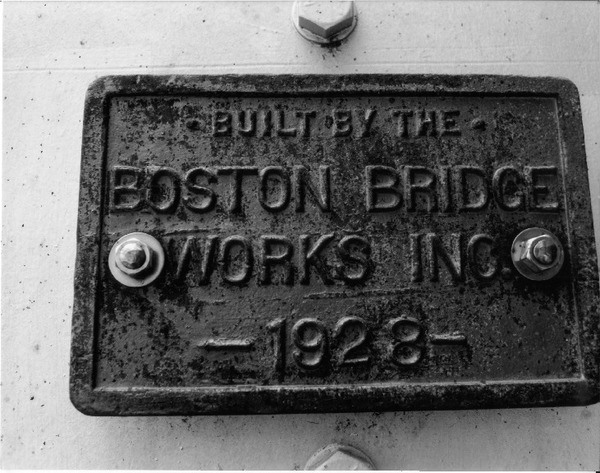 · BUILT BY THE ·
BOSTON BRIDGE
WORKS INC.
— 1928 —